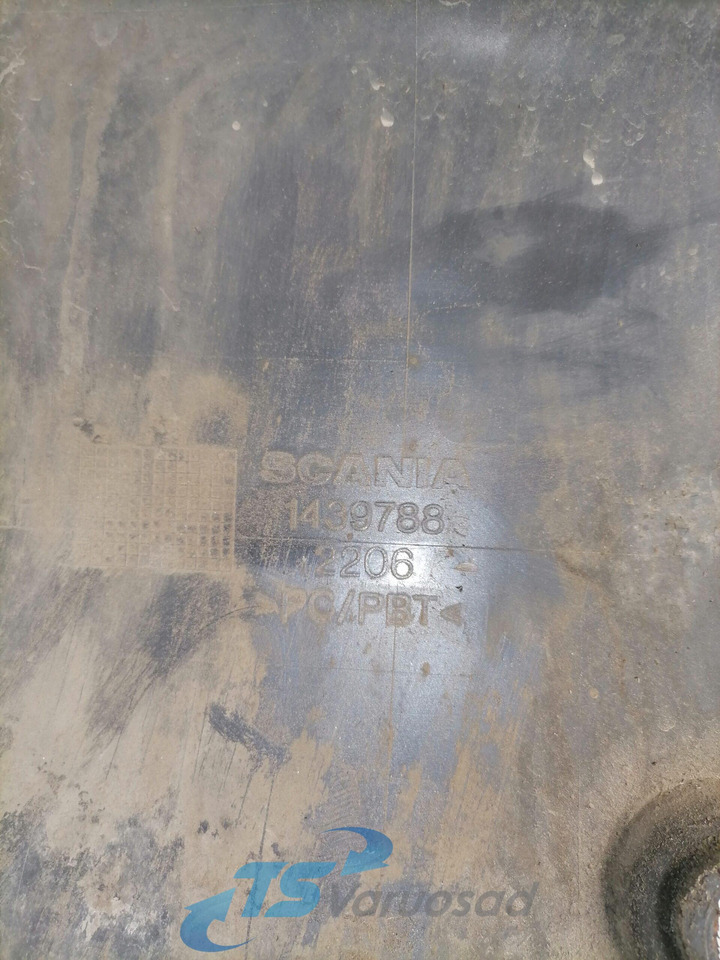 SCANIA
1439788
2206
>PC/PBT<
TS Varuosad